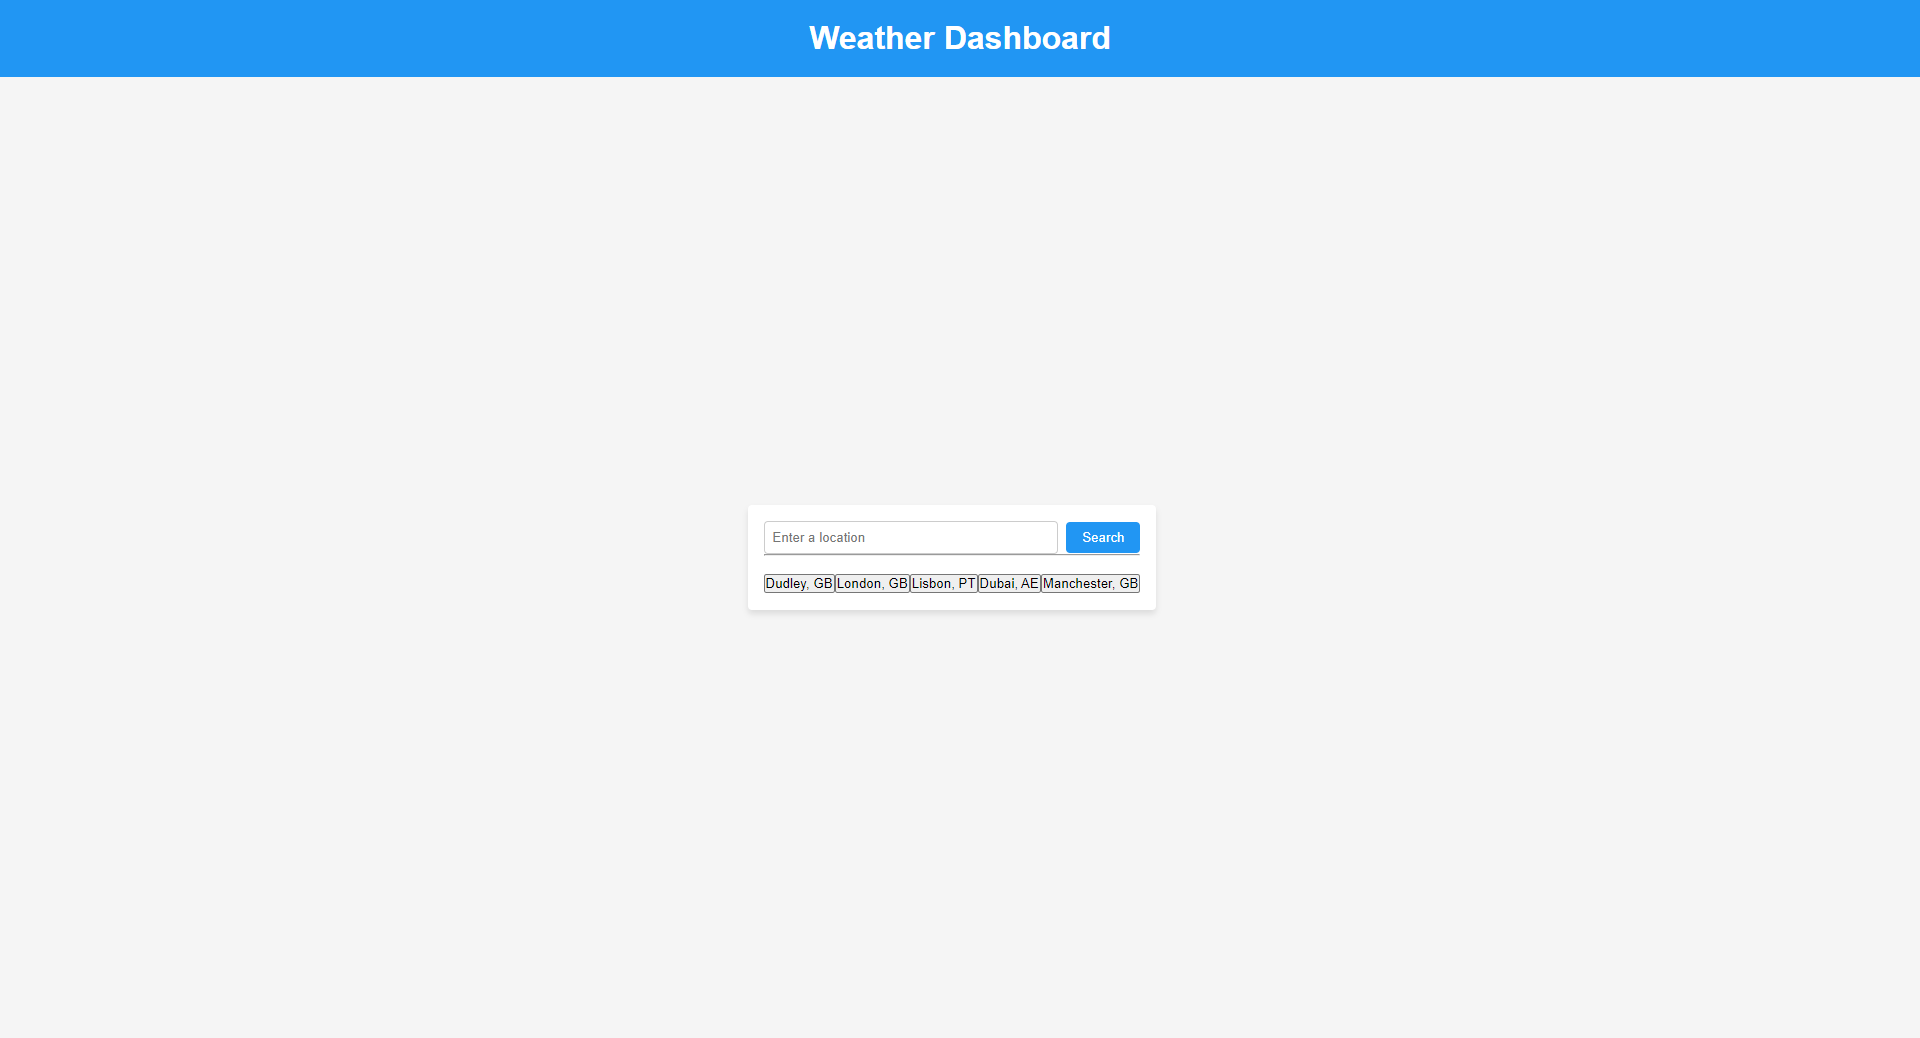 Weather Dashboard
Enter a location Search
Dudley, GB London, GB Lisbon, PT Dubai, AE Manchester, GB